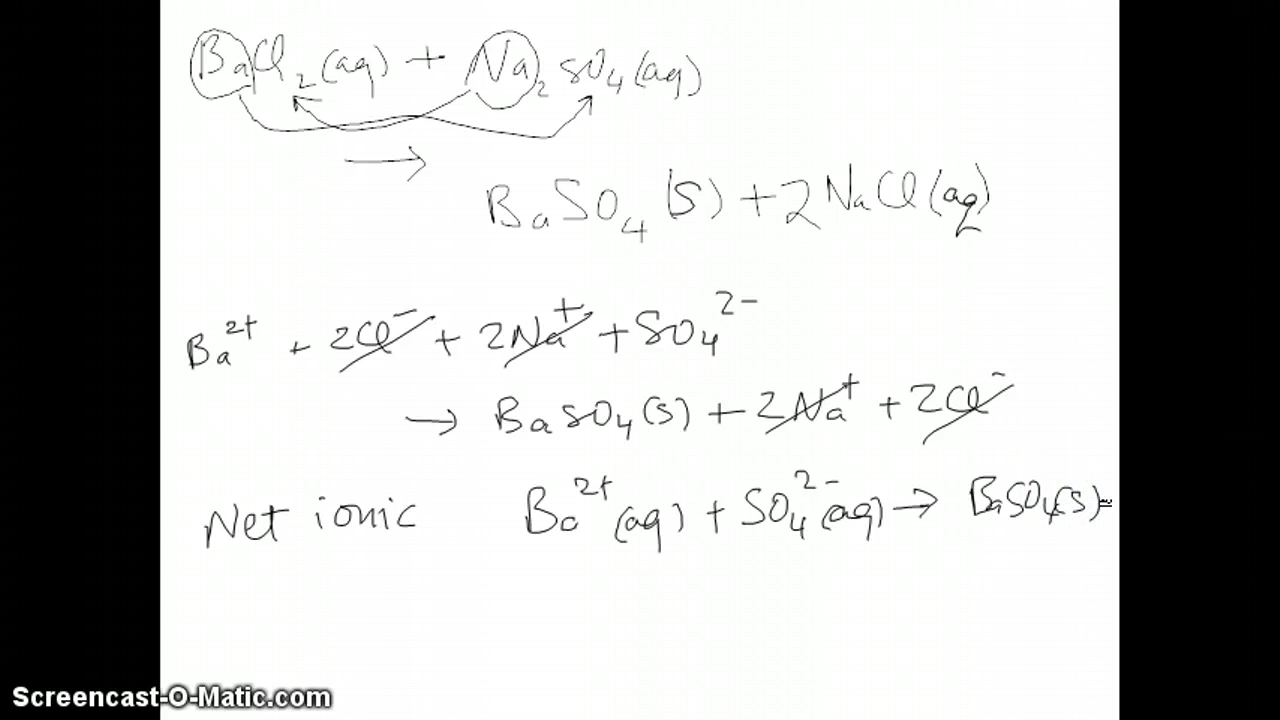 BaCl₂(aq) + Na₂SO₄(aq)
→
BaSO₄(s) + 2NaCl(aq)
Ba²⁺ + 2Cl⁻ + 2Na⁺ + SO₄²⁻
→ BaSO₄(s) + 2Na⁺ + 2Cl⁻
Net ionic Ba²⁺(aq) + SO₄²⁻(aq) → BaSO₄(s)
Screencast-O-Matic.com